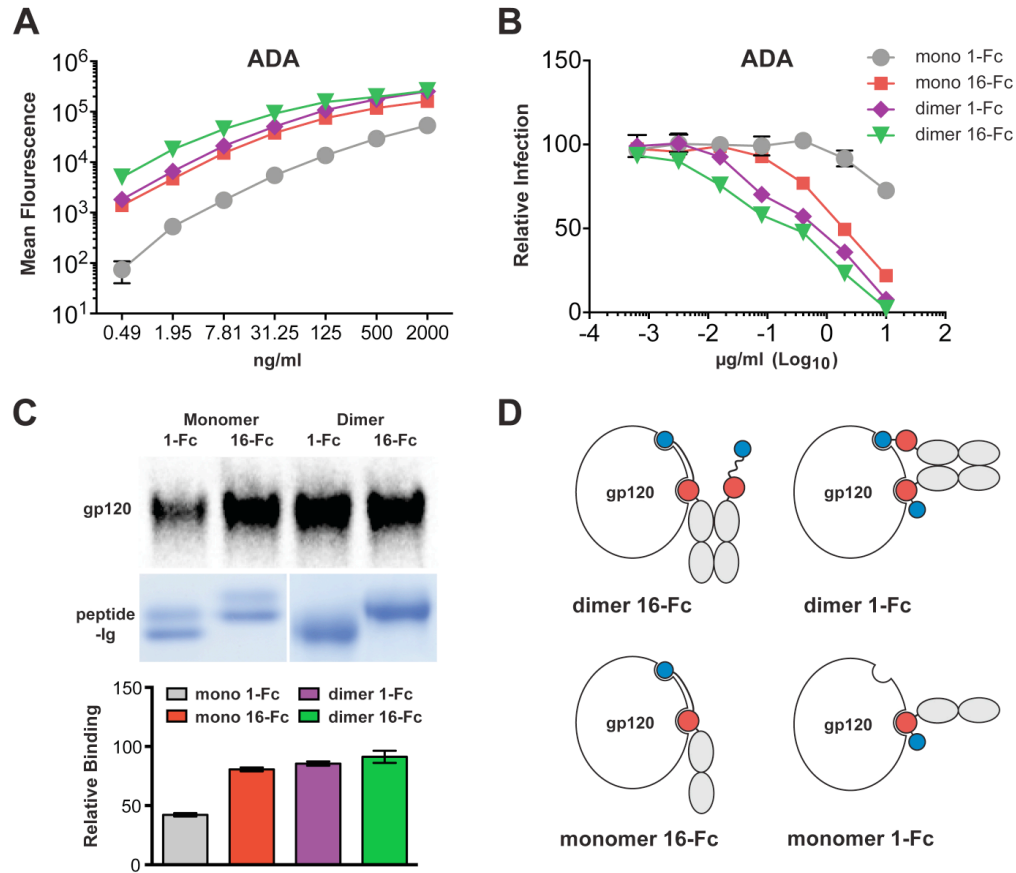 A
ADA
Mean Flourescence
10^6
10^5
10^4
10^3
10^2
10^1
0.49 1.95 7.81 31.25 125 500 2000
ng/ml
B
ADA
Relative Infection
150
100
50
0
-4 -3 -2 -1 0 1 2
µg/ml (Log10)
mono 1-Fc
mono 16-Fc
dimer 1-Fc
dimer 16-Fc
C
Monomer Dimer
1-Fc 16-Fc 1-Fc 16-Fc
gp120
peptide
-Ig
Relative Binding
150
100
50
0
mono 1-Fc dimer 1-Fc
mono 16-Fc dimer 16-Fc
D
gp120
dimer 16-Fc
gp120
dimer 1-Fc
gp120
monomer 16-Fc
gp120
monomer 1-Fc